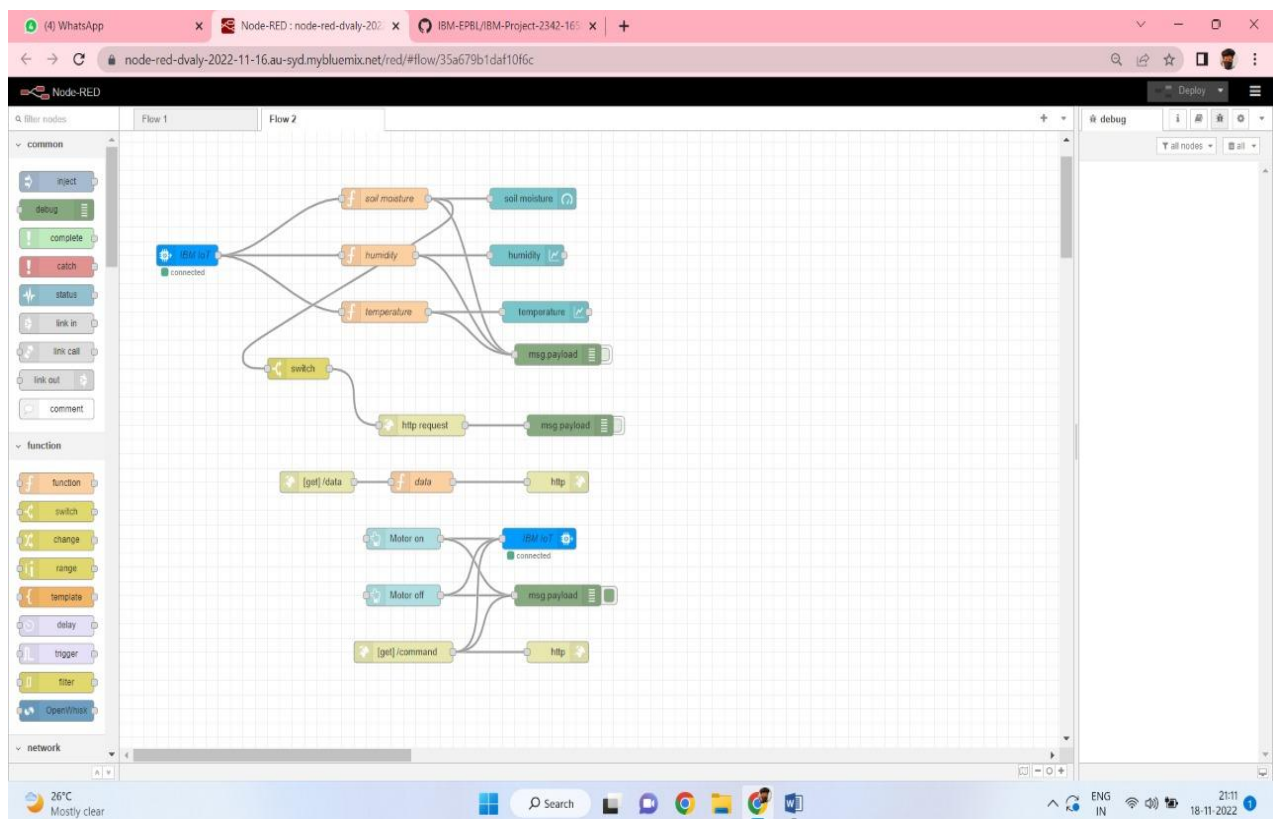 (4) WhatsApp
Node-RED : node-red-dvaly-202
IBM-EPBL/IBM-Project-2342-165
node-red-dvaly-2022-11-16.au-syd.mybluemix.net/red/#flow/35a679b1daf10f6c
Node-RED
Deploy
filter nodes
Flow 1
Flow 2
debug
common
all nodes
all
inject
debug
complete
catch
status
link in
link call
link out
comment
function
function
switch
change
range
template
delay
trigger
filter
OpenWhisk
network
soil moisture
soil moisture
IBM IoT
connected
humidity
humidity
temperature
temperature
msg.payload
switch
http request
msg.payload
[get] /data
data
http
Motor on
IBM IoT
connected
Motor off
msg.payload
[get] /command
http
26°C
Mostly clear
Search
ENG
IN
21:11
18-11-2022
1